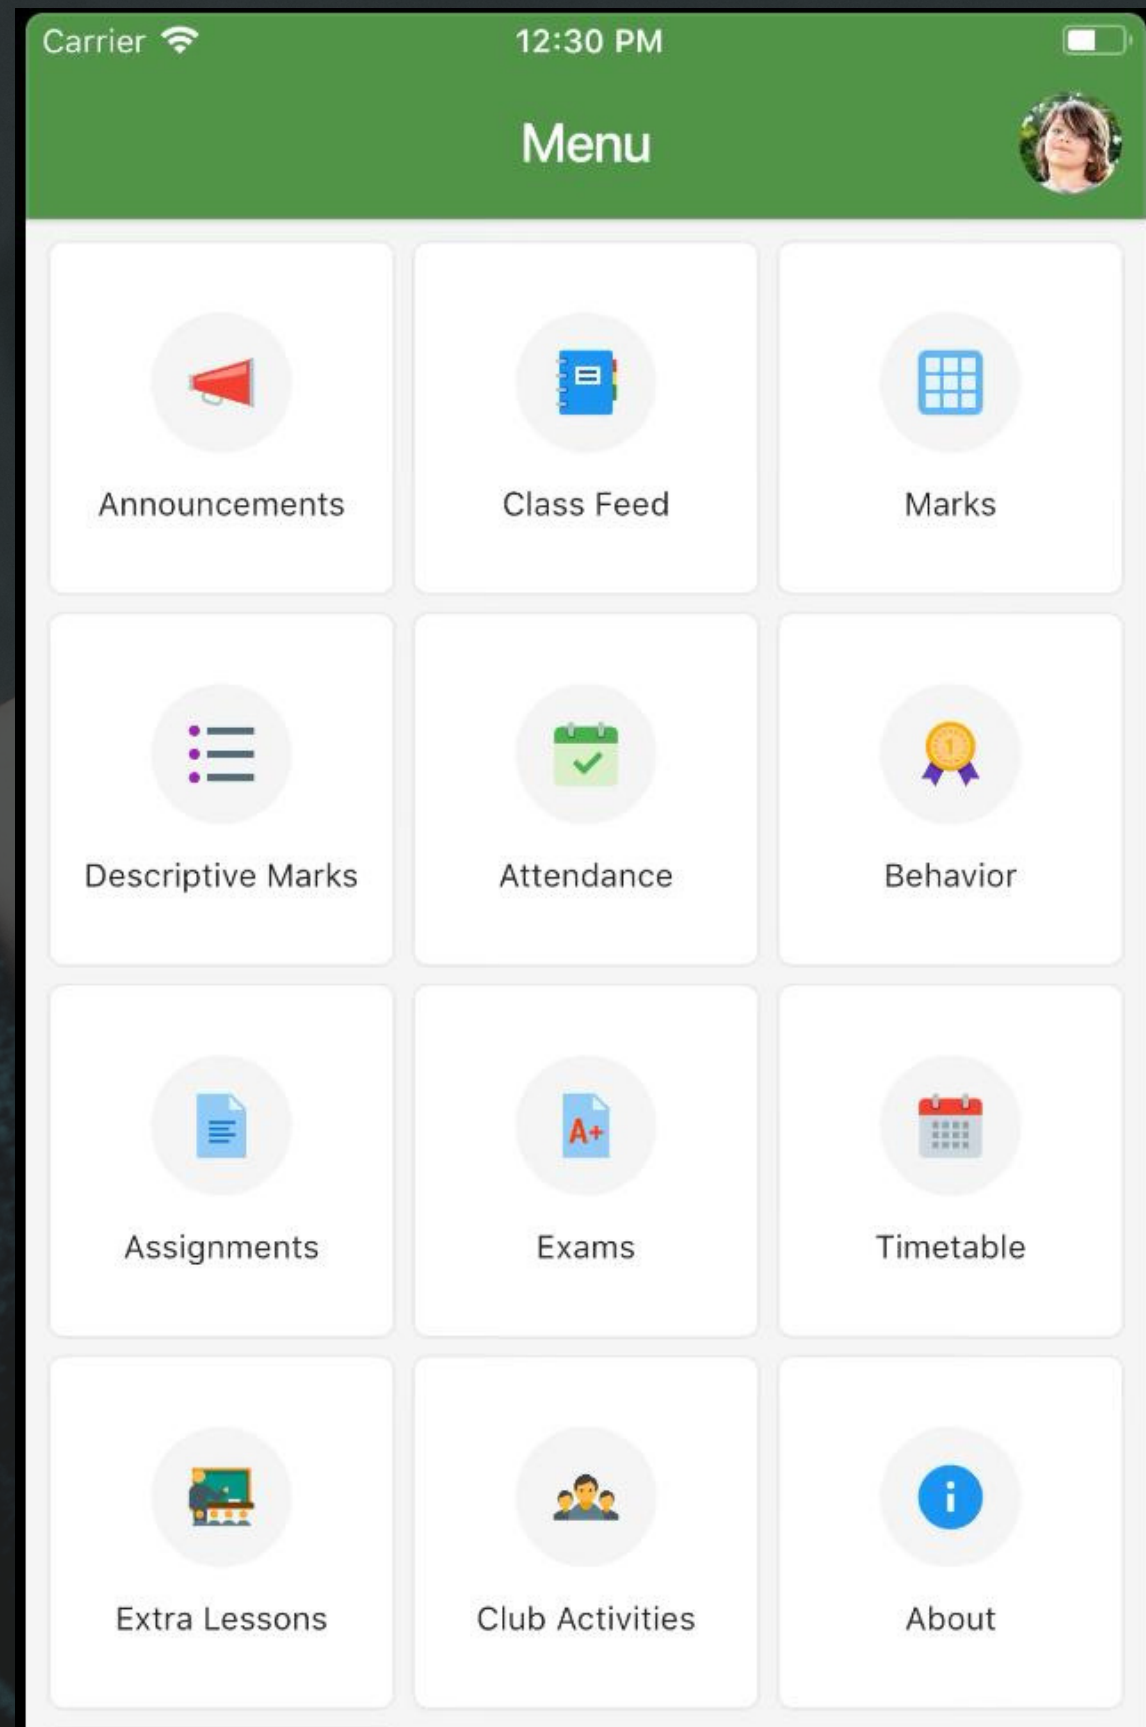 Carrier 12:30 PM
Menu
Announcements Class Feed Marks
1
Descriptive Marks Attendance Behavior
A+
Assignments Exams Timetable
i
Extra Lessons Club Activities About